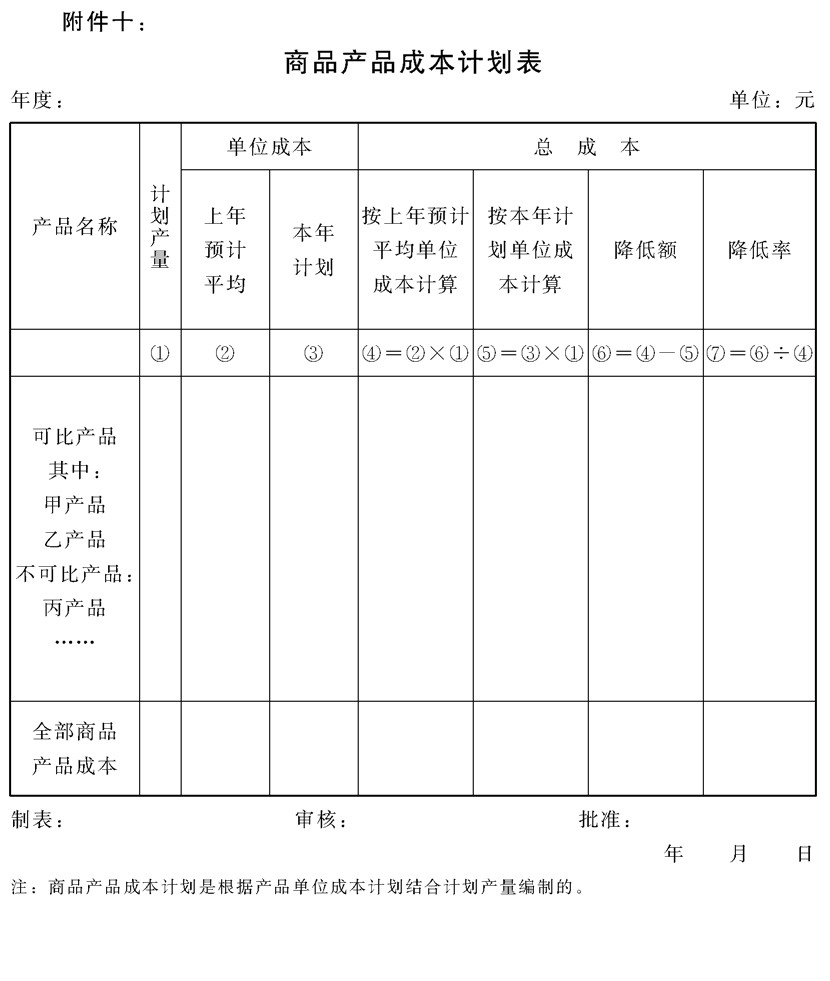 附件十：
商品产品成本计划表
年度： 单位：元
产品名称 计划产量 单位成本 总成本
上年预计平均 本年计划 按上年预计平均单位成本计算 按本年计划单位成本计算 降低额 降低率
① ② ③ ④＝②×① ⑤＝③×① ⑥＝④－⑤ ⑦＝⑥÷④
可比产品
其中：
甲产品
乙产品
不可比产品：
丙产品
……
全部商品
产品成本
制表： 审核： 批准：
年 月 日
注：商品产品成本计划是根据产品单位成本计划结合计划产量编制的。